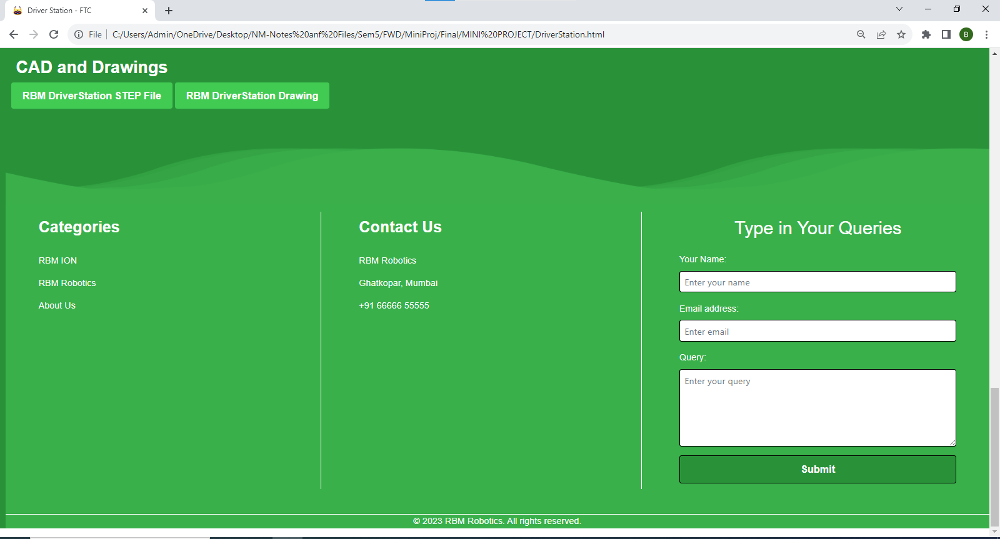 Driver Station - FTC
File
C:/Users/Admin/OneDrive/Desktop/NM-Notes%20anf%20Files/Sem5/FWD/MiniProj/Final/MINI%20PROJECT/DriverStation.html
B
CAD and Drawings
RBM DriverStation STEP File
RBM DriverStation Drawing
Categories
RBM ION
RBM Robotics
About Us
Contact Us
RBM Robotics
Ghatkopar, Mumbai
+91 66666 55555
Type in Your Queries
Your Name:
Enter your name
Email address:
Enter email
Query:
Enter your query
Submit
© 2023 RBM Robotics. All rights reserved.